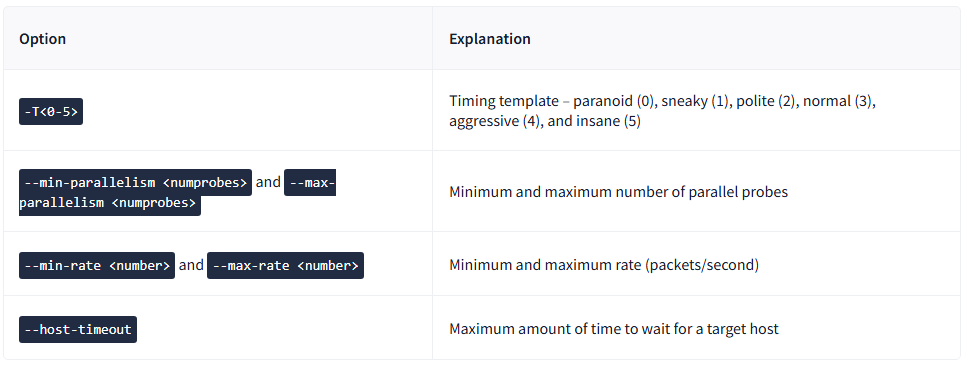 Option Explanation
-T<0-5> Timing template – paranoid (0), sneaky (1), polite (2), normal (3),
aggressive (4), and insane (5)
--min-parallelism <numprobes> and --max-
parallelism <numprobes>
Minimum and maximum number of parallel probes
--min-rate <number> and --max-rate <number> Minimum and maximum rate (packets/second)
--host-timeout Maximum amount of time to wait for a target host